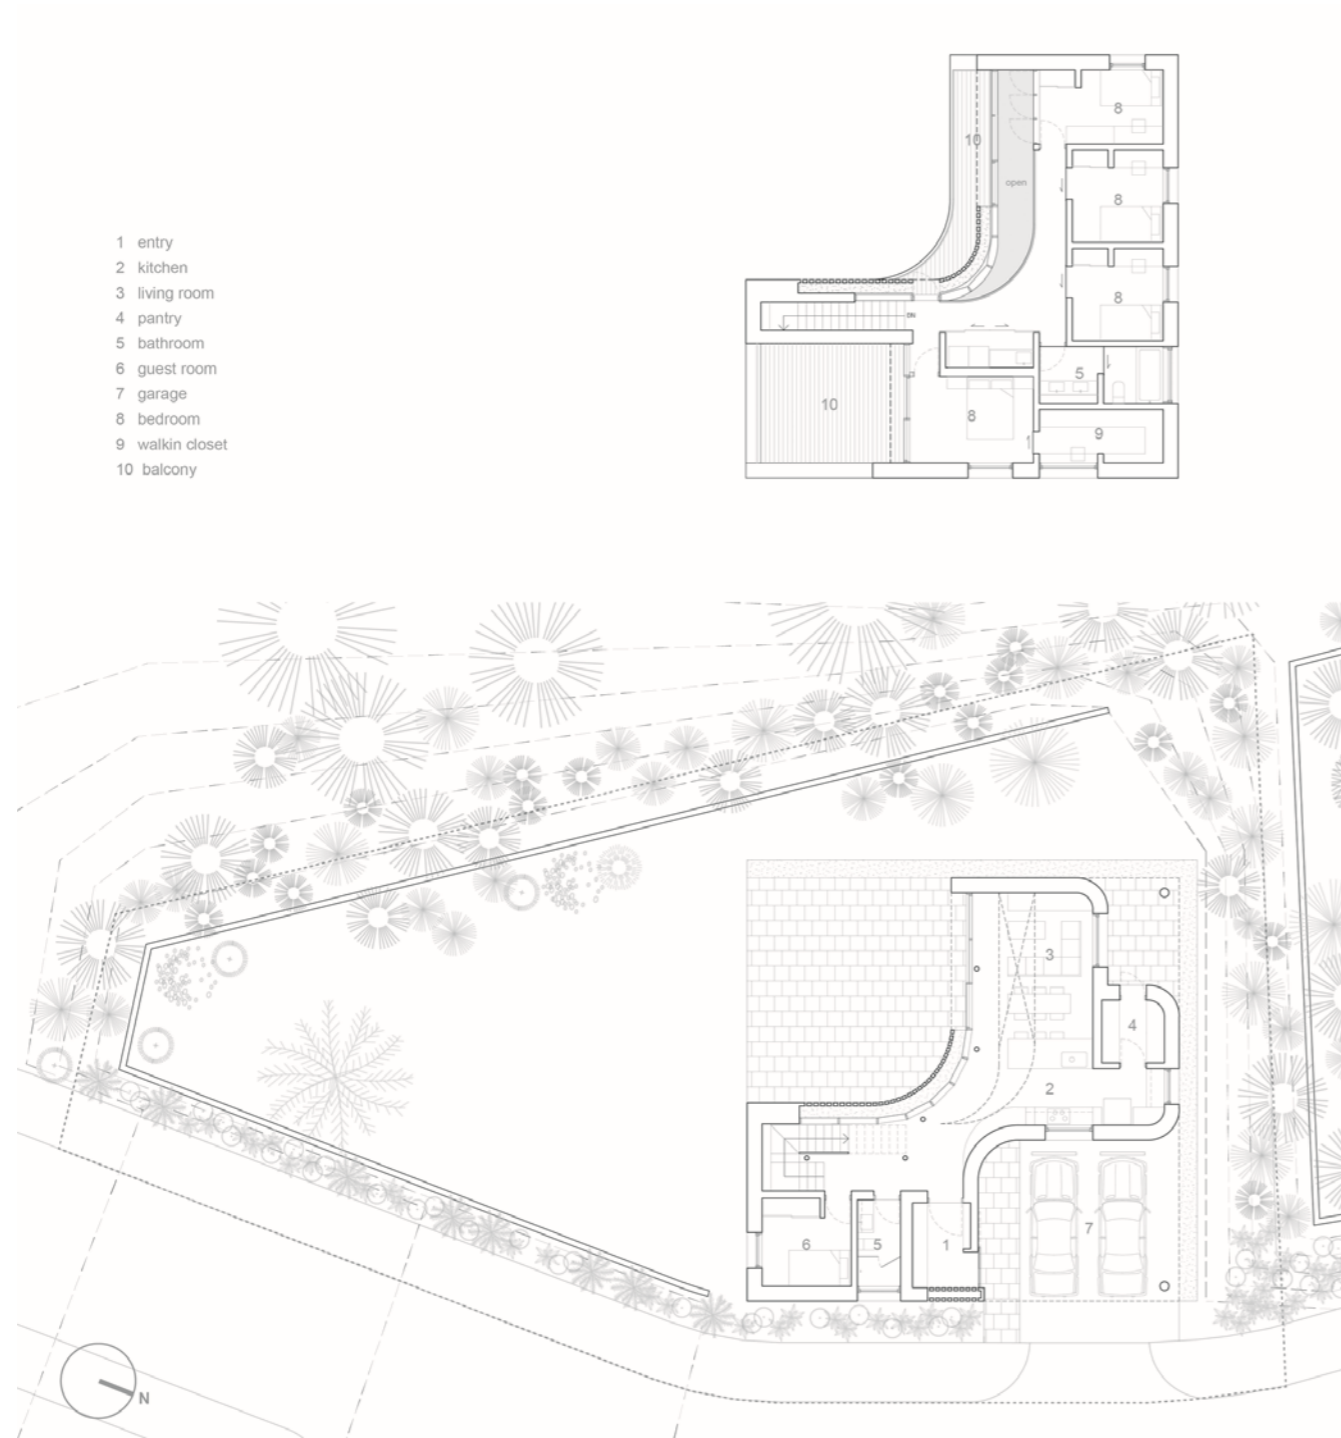 1 entry
2 kitchen
3 living room
4 pantry
5 bathroom
6 guest room
7 garage
8 bedroom
9 walkin closet
10 balcony
8
10
open
8
8
DN
5
10
8
9
3
4
2
7
6
5
1
N